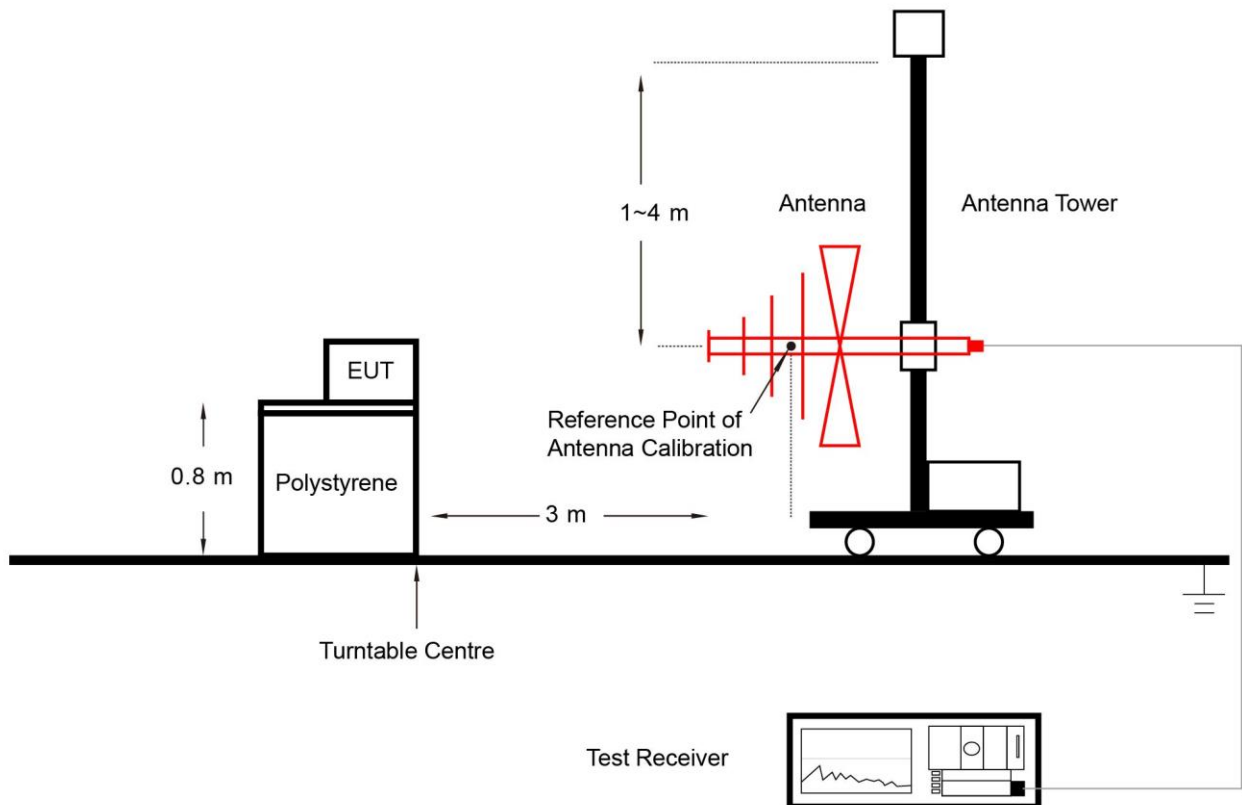 1~4 m
Antenna
Antenna Tower
EUT
Reference Point of
Antenna Calibration
0.8 m
Polystyrene
3 m
Turntable Centre
Test Receiver